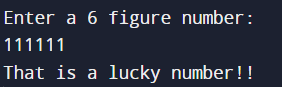 Enter a 6 figure number:
111111
That is a lucky number!!